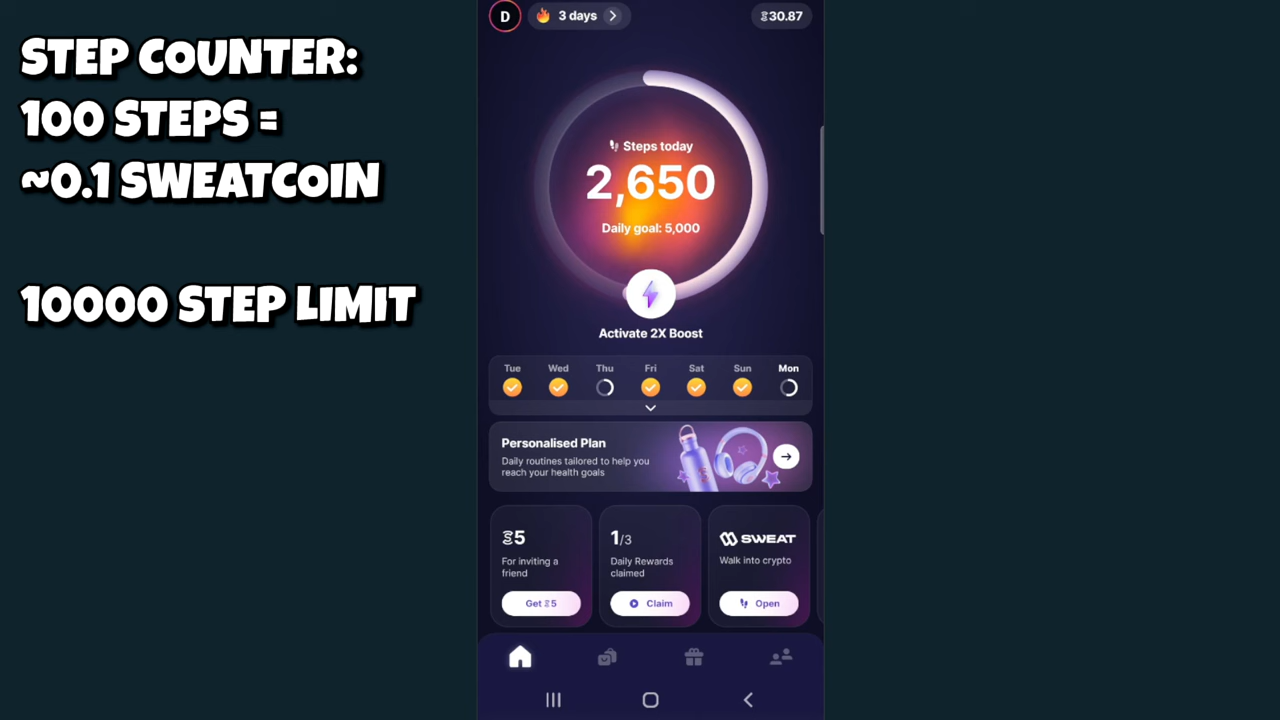 STEP COUNTER:
100 STEPS =
~0.1 SWEATCOIN
10000 STEP LIMIT
D
3 days
30.87
Steps today
2,650
Daily goal: 5,000
Activate 2X Boost
Tue Wed Thu Fri Sat Sun Mon
Personalised Plan
Daily routines tailored to help you
reach your health goals
5
For inviting a
friend
Get 5
1/3
Daily Rewards
claimed
Claim
SWEAT
Walk into crypto
Open